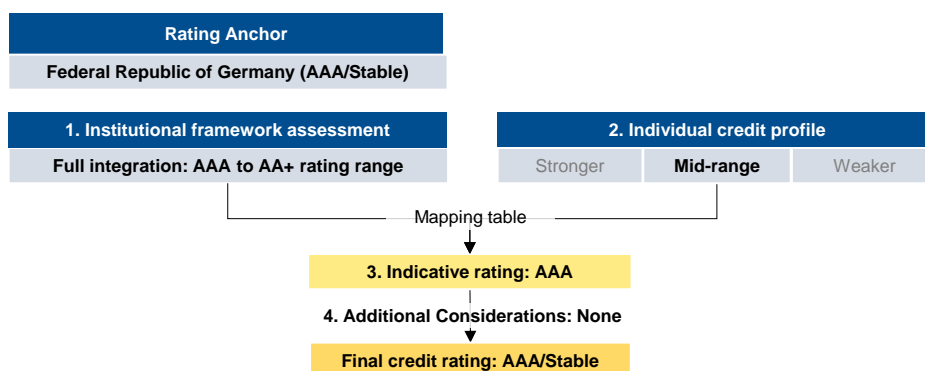 Rating Anchor
Federal Republic of Germany (AAA/Stable)
1. Institutional framework assessment
Full integration: AAA to AA+ rating range
2. Individual credit profile
Stronger
Mid-range
Weaker
Mapping table
3. Indicative rating: AAA
4. Additional Considerations: None
Final credit rating: AAA/Stable